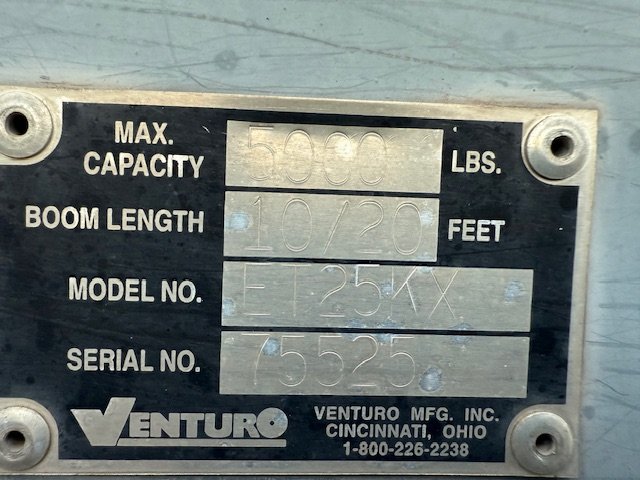 MAX.
CAPACITY 5000 LBS.
BOOM LENGTH 10/20 FEET
MODEL NO. ET25KX
SERIAL NO. 75525
VENTURO
VENTURO MFG. INC.
CINCINNATI, OHIO
1-800-226-2238